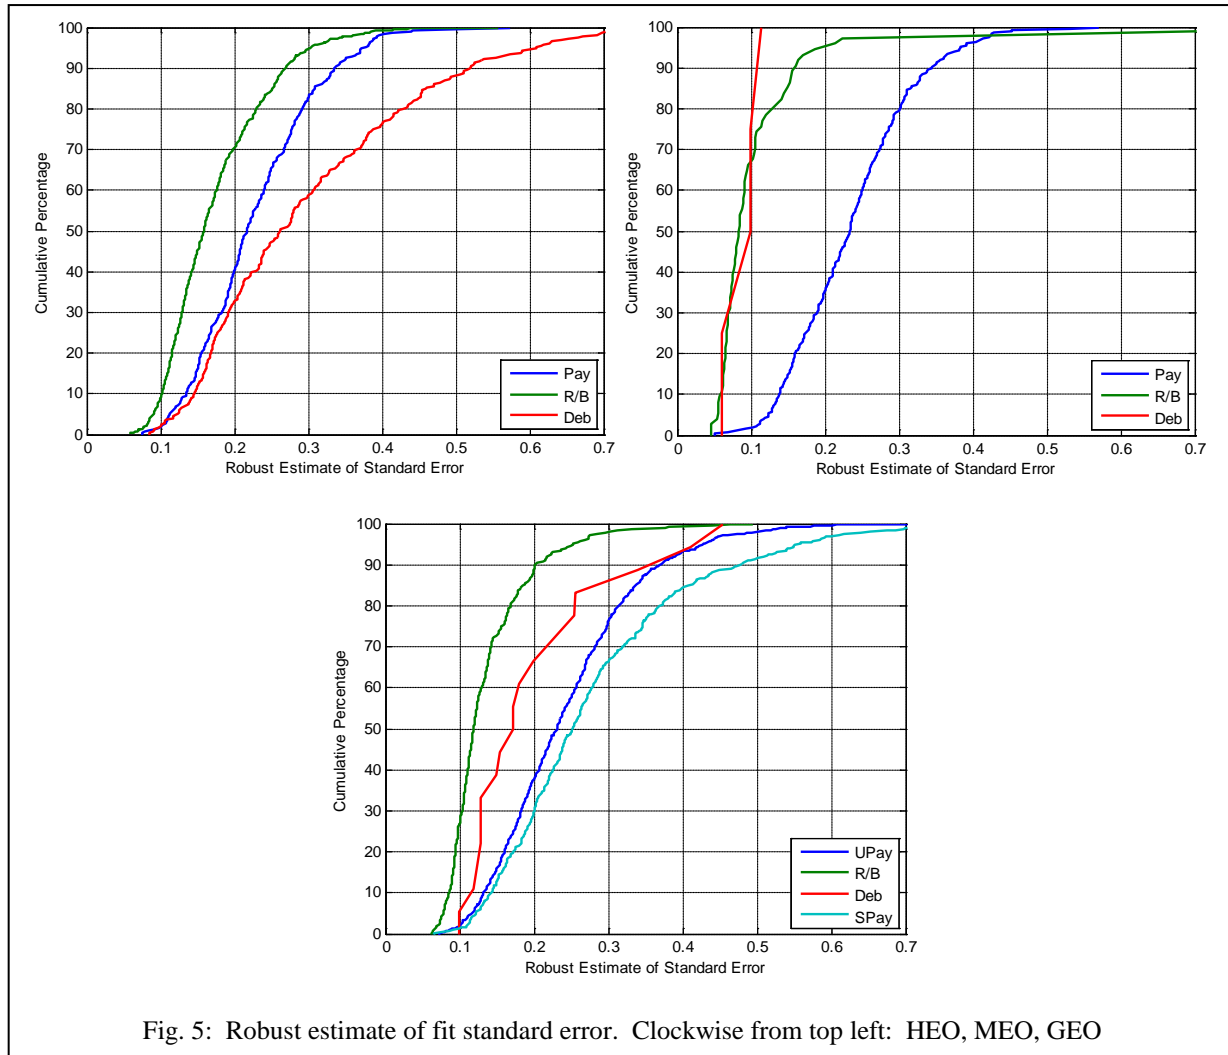 100
90
80
70
60
50
40
30
20
10
0
Cumulative Percentage
0 0.1 0.2 0.3 0.4 0.5 0.6 0.7
Robust Estimate of Standard Error
Pay
R/B
Deb
100
90
80
70
60
50
40
30
20
10
0
Cumulative Percentage
0 0.1 0.2 0.3 0.4 0.5 0.6 0.7
Robust Estimate of Standard Error
Pay
R/B
Deb
100
90
80
70
60
50
40
30
20
10
0
Cumulative Percentage
0 0.1 0.2 0.3 0.4 0.5 0.6 0.7
Robust Estimate of Standard Error
UPay
R/B
Deb
SPay
Fig. 5: Robust estimate of fit standard error. Clockwise from top left: HEO, MEO, GEO